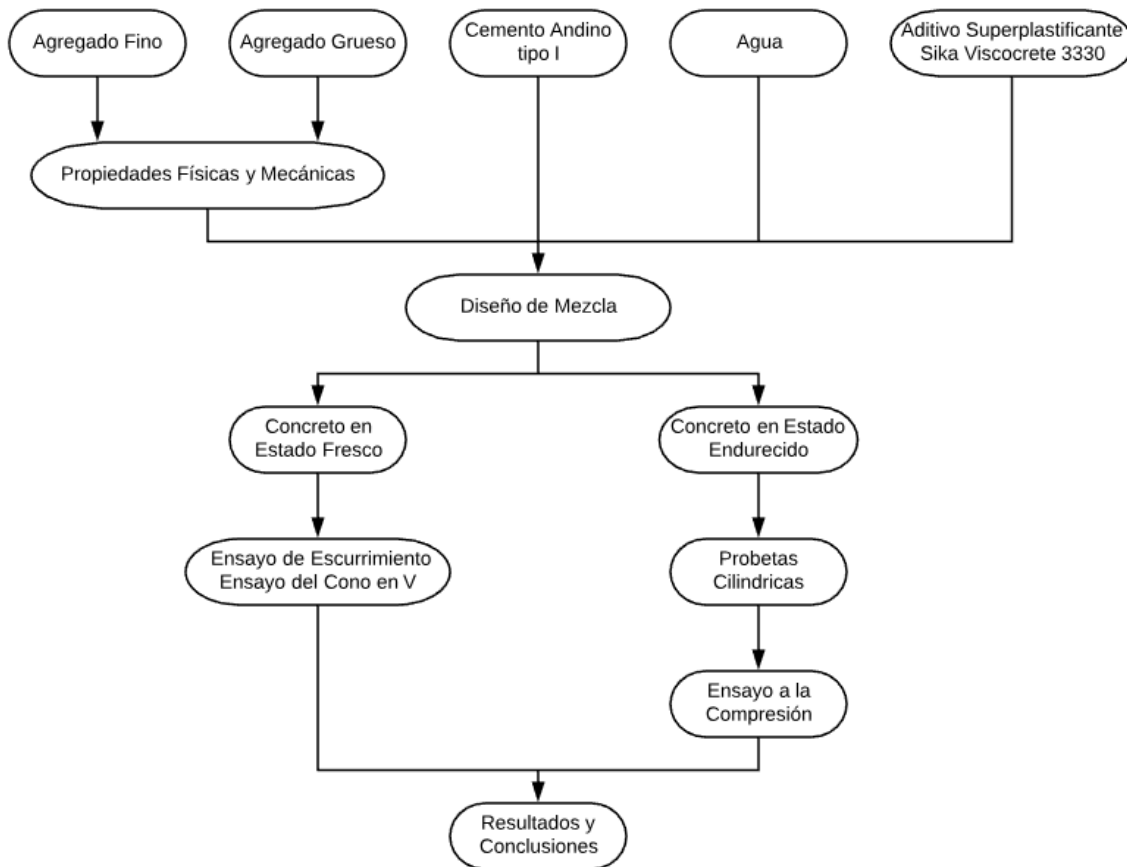 Agregado Fino
Agregado Grueso
Cemento Andino
tipo I
Agua
Aditivo Superplastificante
Sika Viscocrete 3330
Propiedades Físicas y Mecánicas
Diseño de Mezcla
Concreto en
Estado Fresco
Concreto en Estado
Endurecido
Ensayo de Escurrimiento
Ensayo del Cono en V
Probetas
Cilindricas
Ensayo a la
Compresión
Resultados y
Conclusiones